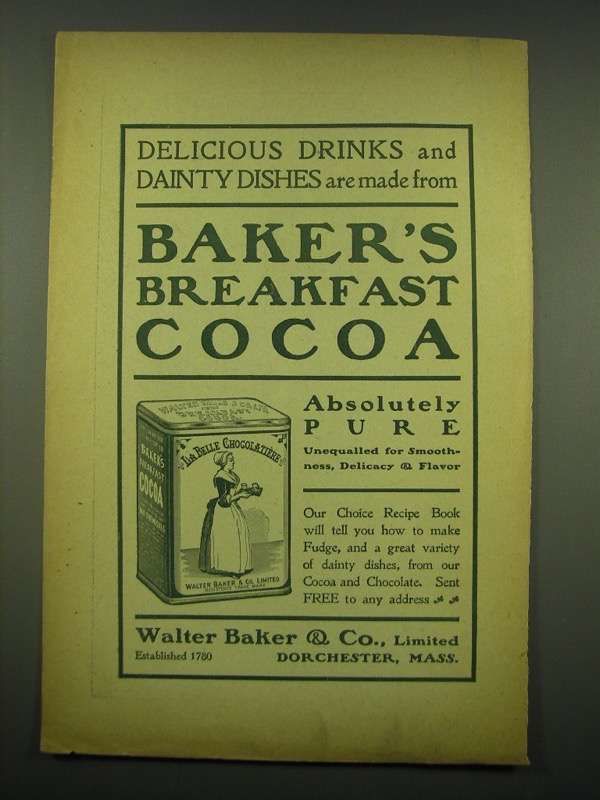 DELICIOUS DRINKS and
DAINTY DISHES are made from
BAKER'S
BREAKFAST
COCOA
LA BELLE CHOCOLATIÈRE
BAKER'S
BREAKFAST
COCOA
WALTER BAKER & CO. LIMITED
Absolutely
PURE
Unequalled for Smooth-
ness, Delicacy & Flavor
Our Choice Recipe Book
will tell you how to make
Fudge, and a great variety
of dainty dishes, from our
Cocoa and Chocolate. Sent
FREE to any address
Walter Baker & Co., Limited
Established 1780 DORCHESTER, MASS.